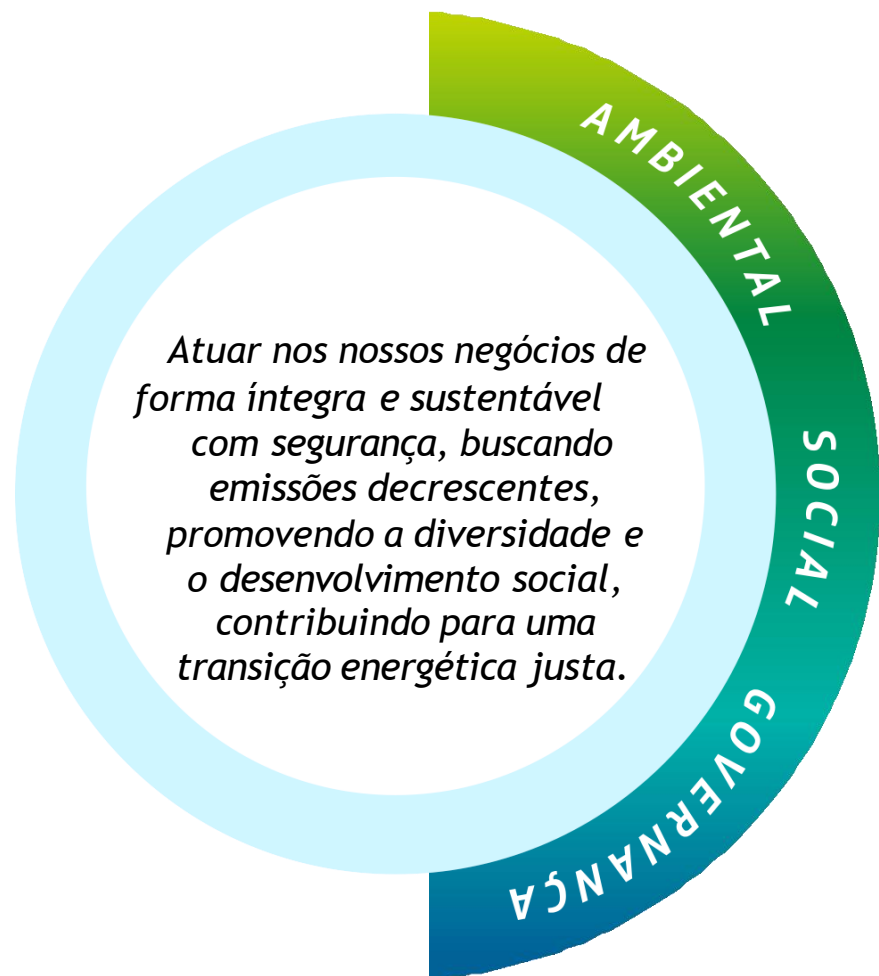 AMBIENTAL
SOCIAL
GOVERNANÇA
Atuar nos nossos negócios de
forma íntegra e sustentável
com segurança, buscando
emissões decrescentes,
promovendo a diversidade e
o desenvolvimento social,
contribuindo para uma
transição energética justa.